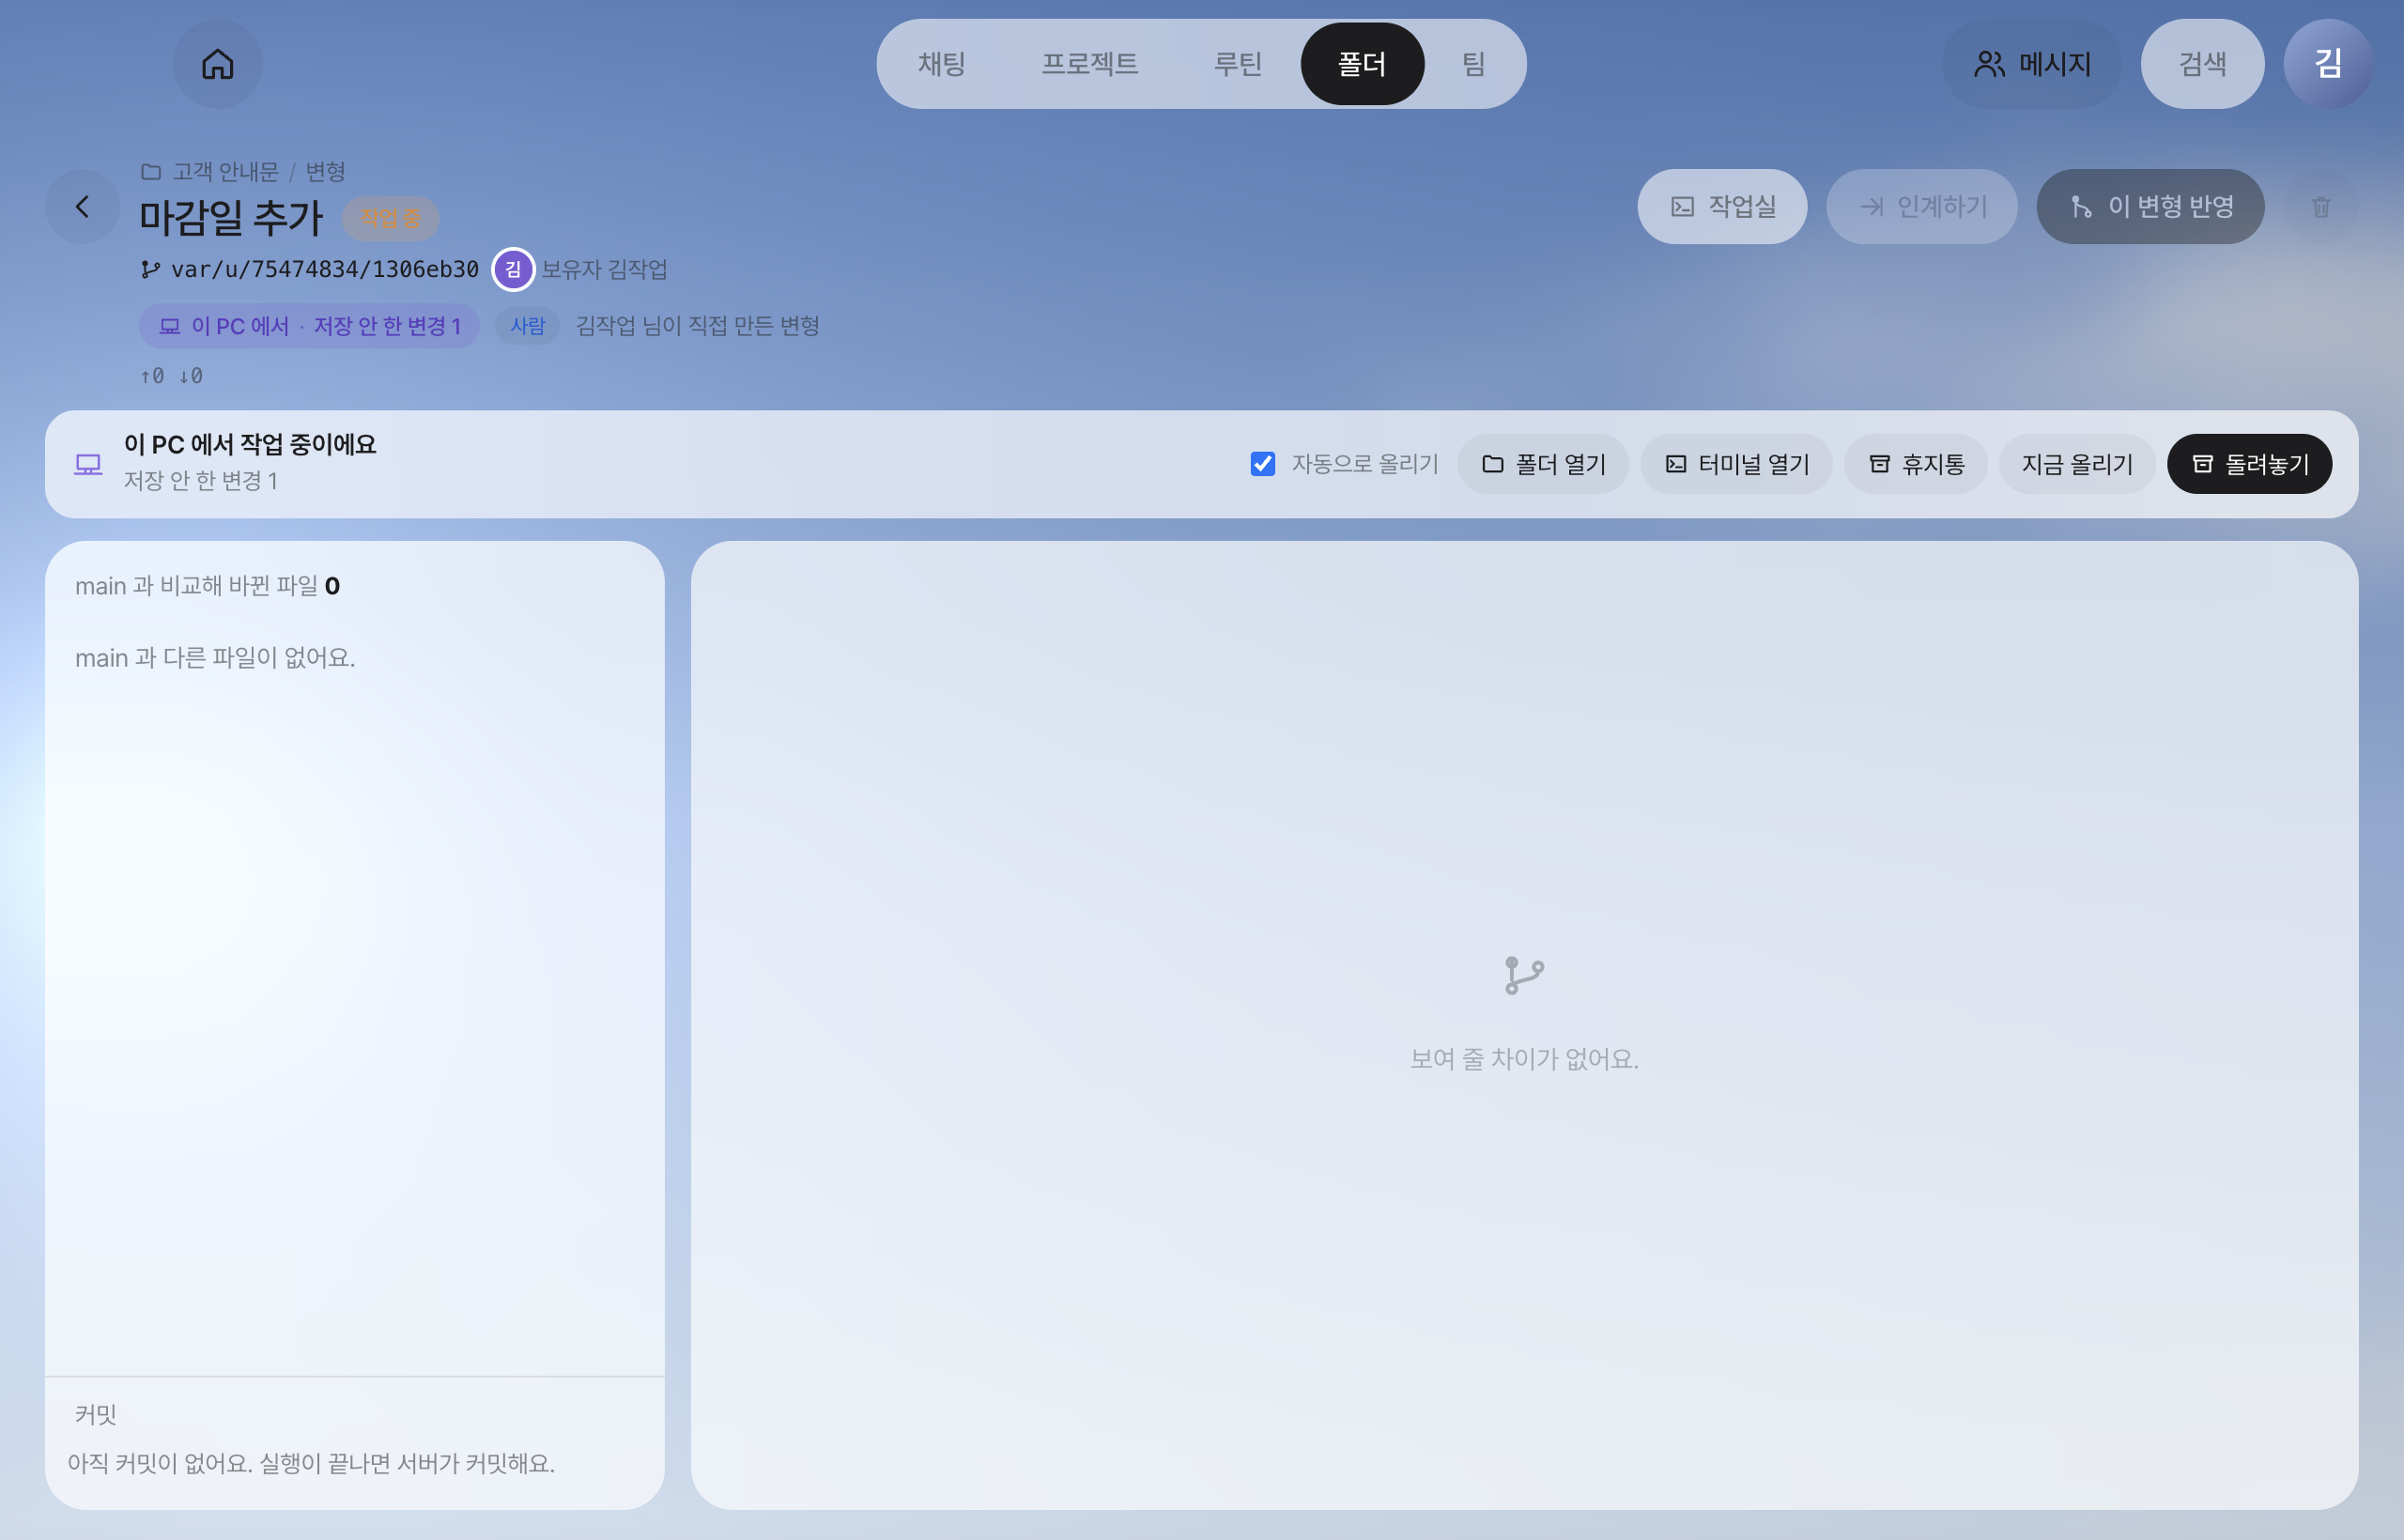 채팅 프로젝트 루틴 폴더 팀 메시지 검색 김
고객 안내문 / 변형
마감일 추가 작업 중
작업실 인계하기 이 변형 반영
var/u/75474834/1306eb30 김 보유자 김작업
이 PC 에서 · 저장 안 한 변경 1 사람 김작업 님이 직접 만든 변형
↑0 ↓0
이 PC 에서 작업 중이에요
저장 안 한 변경 1
자동으로 올리기 폴더 열기 터미널 열기 휴지통 지금 올리기 돌려놓기
main 과 비교해 바뀐 파일 0
main 과 다른 파일이 없어요.
보여 줄 차이가 없어요.
커밋
아직 커밋이 없어요. 실행이 끝나면 서버가 커밋해요.